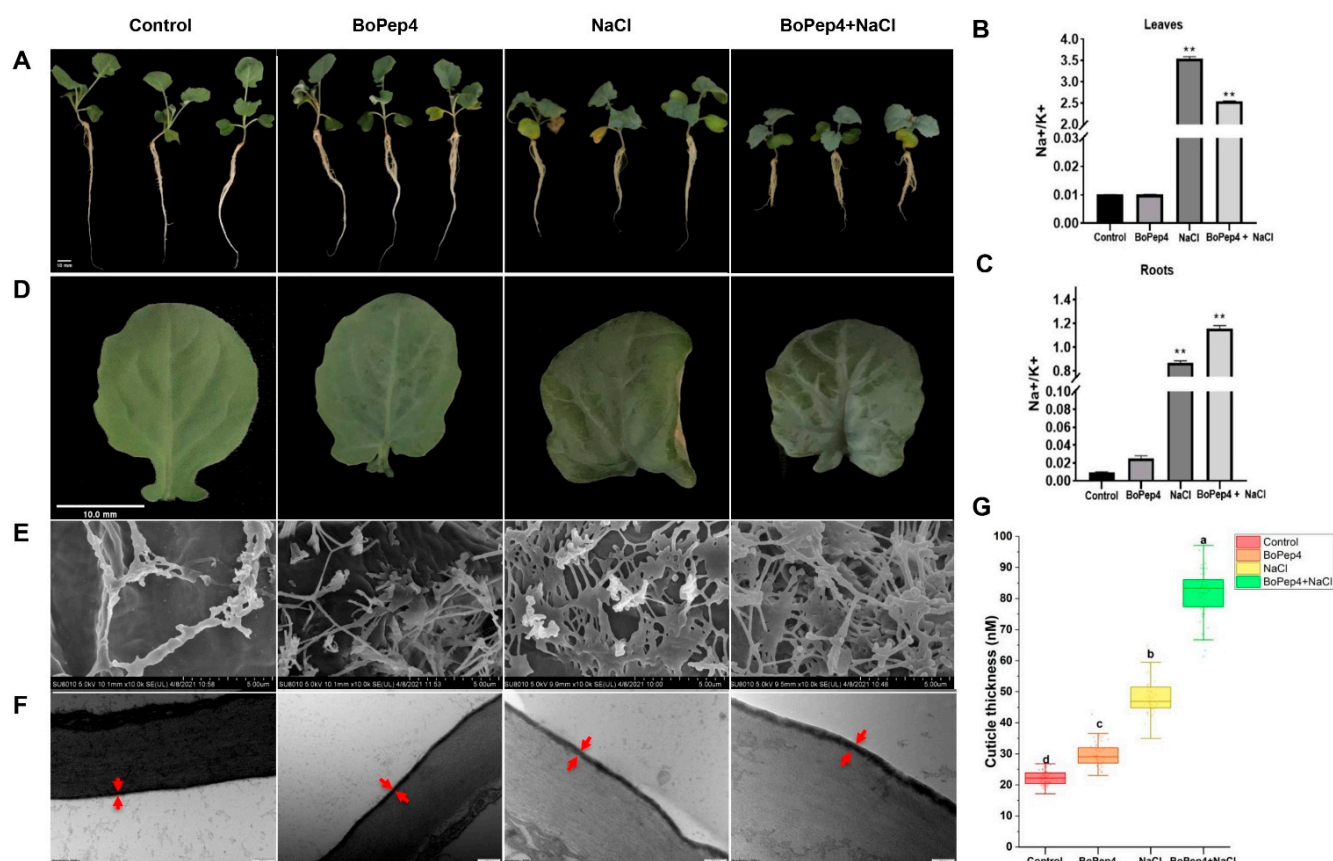 Control
BoPep4
NaCl
BoPep4+NaCl
A
10 mm
B
Leaves
Na+/K+
4.0
3.5
3.0
2.5
2.0
0.03
0.02
0.01
0.00
**
**
Control
BoPep4
NaCl
BoPep4 + NaCl
C
Roots
Na+/K+
1.4
1.2
1.0
0.8
0.10
0.08
0.06
0.04
0.02
0.00
**
**
Control
BoPep4
NaCl
BoPep4 + NaCl
D
10.0 mm
E
SU8010 5.0kV 10.1mm x10.0k SE(UL) 4/8/2021 10:58 5.00um
SU8010 5.0kV 10.1mm x10.0k SE(UL) 4/8/2021 11:53 5.00um
SU8010 5.0kV 9.9mm x10.0k SE(UL) 4/8/2021 10:00 5.00um
SU8010 5.0kV 9.5mm x10.0k SE(UL) 4/8/2021 10:48 5.00um
F
G
Cuticle thickness (nM)
100
90
80
70
60
50
40
30
20
10
0
d
c
b
a
Control
BoPep4
NaCl
BoPep4+NaCl
Control
BoPep4
NaCl
BoPep4+NaCl